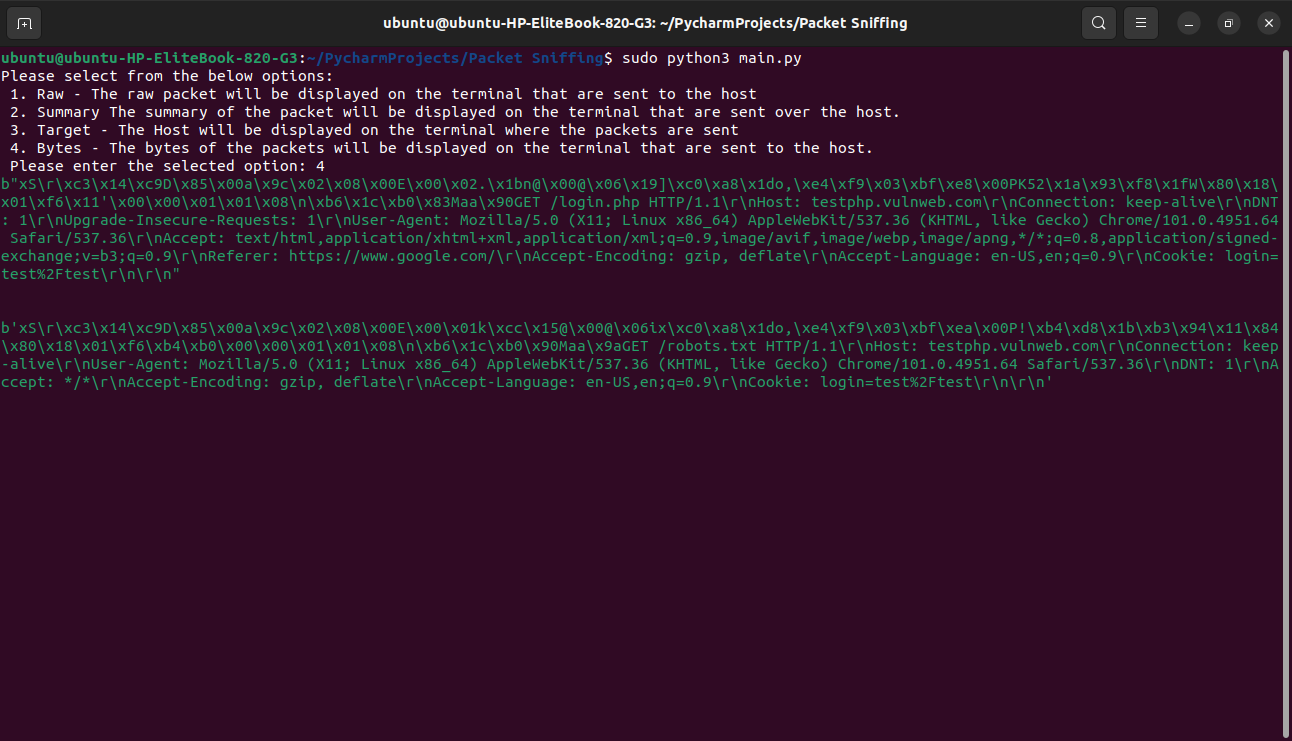 ubuntu@ubuntu-HP-EliteBook-820-G3: ~/PycharmProjects/Packet Sniffing
ubuntu@ubuntu-HP-EliteBook-820-G3:~/PycharmProjects/Packet Sniffing$ sudo python3 main.py
Please select from the below options:
 1. Raw - The raw packet will be displayed on the terminal that are sent to the host
 2. Summary The summary of the packet will be displayed on the terminal that are sent over the host.
 3. Target - The Host will be displayed on the terminal where the packets are sent
 4. Bytes - The bytes of the packets will be displayed on the terminal that are sent to the host.
 Please enter the selected option: 4
b"xS\r\xc3\x14\xc9D\x85\x00a\x9c\x02\x08\x00E\x00\x02.\x1bn@\x00@\x06\x19]\xc0\xa8\x1do,\xe4\xf9\x03\xbf\xe8\x00PK52\x1a\x93\xf8\x1fW\x80\x18\
x01\xf6\x11'\x00\x00\x01\x01\x08\n\xb6\x1c\xb0\x83Maa\x90GET /login.php HTTP/1.1\r\nHost: testphp.vulnweb.com\r\nConnection: keep-alive\r\nDNT
: 1\r\nUpgrade-Insecure-Requests: 1\r\nUser-Agent: Mozilla/5.0 (X11; Linux x86_64) AppleWebKit/537.36 (KHTML, like Gecko) Chrome/101.0.4951.64
 Safari/537.36\r\nAccept: text/html,application/xhtml+xml,application/xml;q=0.9,image/avif,image/webp,image/apng,*/*;q=0.8,application/signed-
exchange;v=b3;q=0.9\r\nReferer: https://www.google.com/\r\nAccept-Encoding: gzip, deflate\r\nAccept-Language: en-US,en;q=0.9\r\nCookie: login=
test%2Ftest\r\n\r\n"
b'xS\r\xc3\x14\xc9D\x85\x00a\x9c\x02\x08\x00E\x00\x01k\xcc\x15@\x00@\x06ix\xc0\xa8\x1do,\xe4\xf9\x03\xbf\xea\x00P!\xb4\xd8\x1b\xb3\x94\x11\x84
\x80\x18\x01\xf6\xb4\xb0\x00\x00\x01\x01\x08\n\xb6\x1c\xb0\x90Maa\x9aGET /robots.txt HTTP/1.1\r\nHost: testphp.vulnweb.com\r\nConnection: keep
-alive\r\nUser-Agent: Mozilla/5.0 (X11; Linux x86_64) AppleWebKit/537.36 (KHTML, like Gecko) Chrome/101.0.4951.64 Safari/537.36\r\nDNT: 1\r\nA
ccept: */*\r\nAccept-Encoding: gzip, deflate\r\nAccept-Language: en-US,en;q=0.9\r\nCookie: login=test%2Ftest\r\n\r\n'